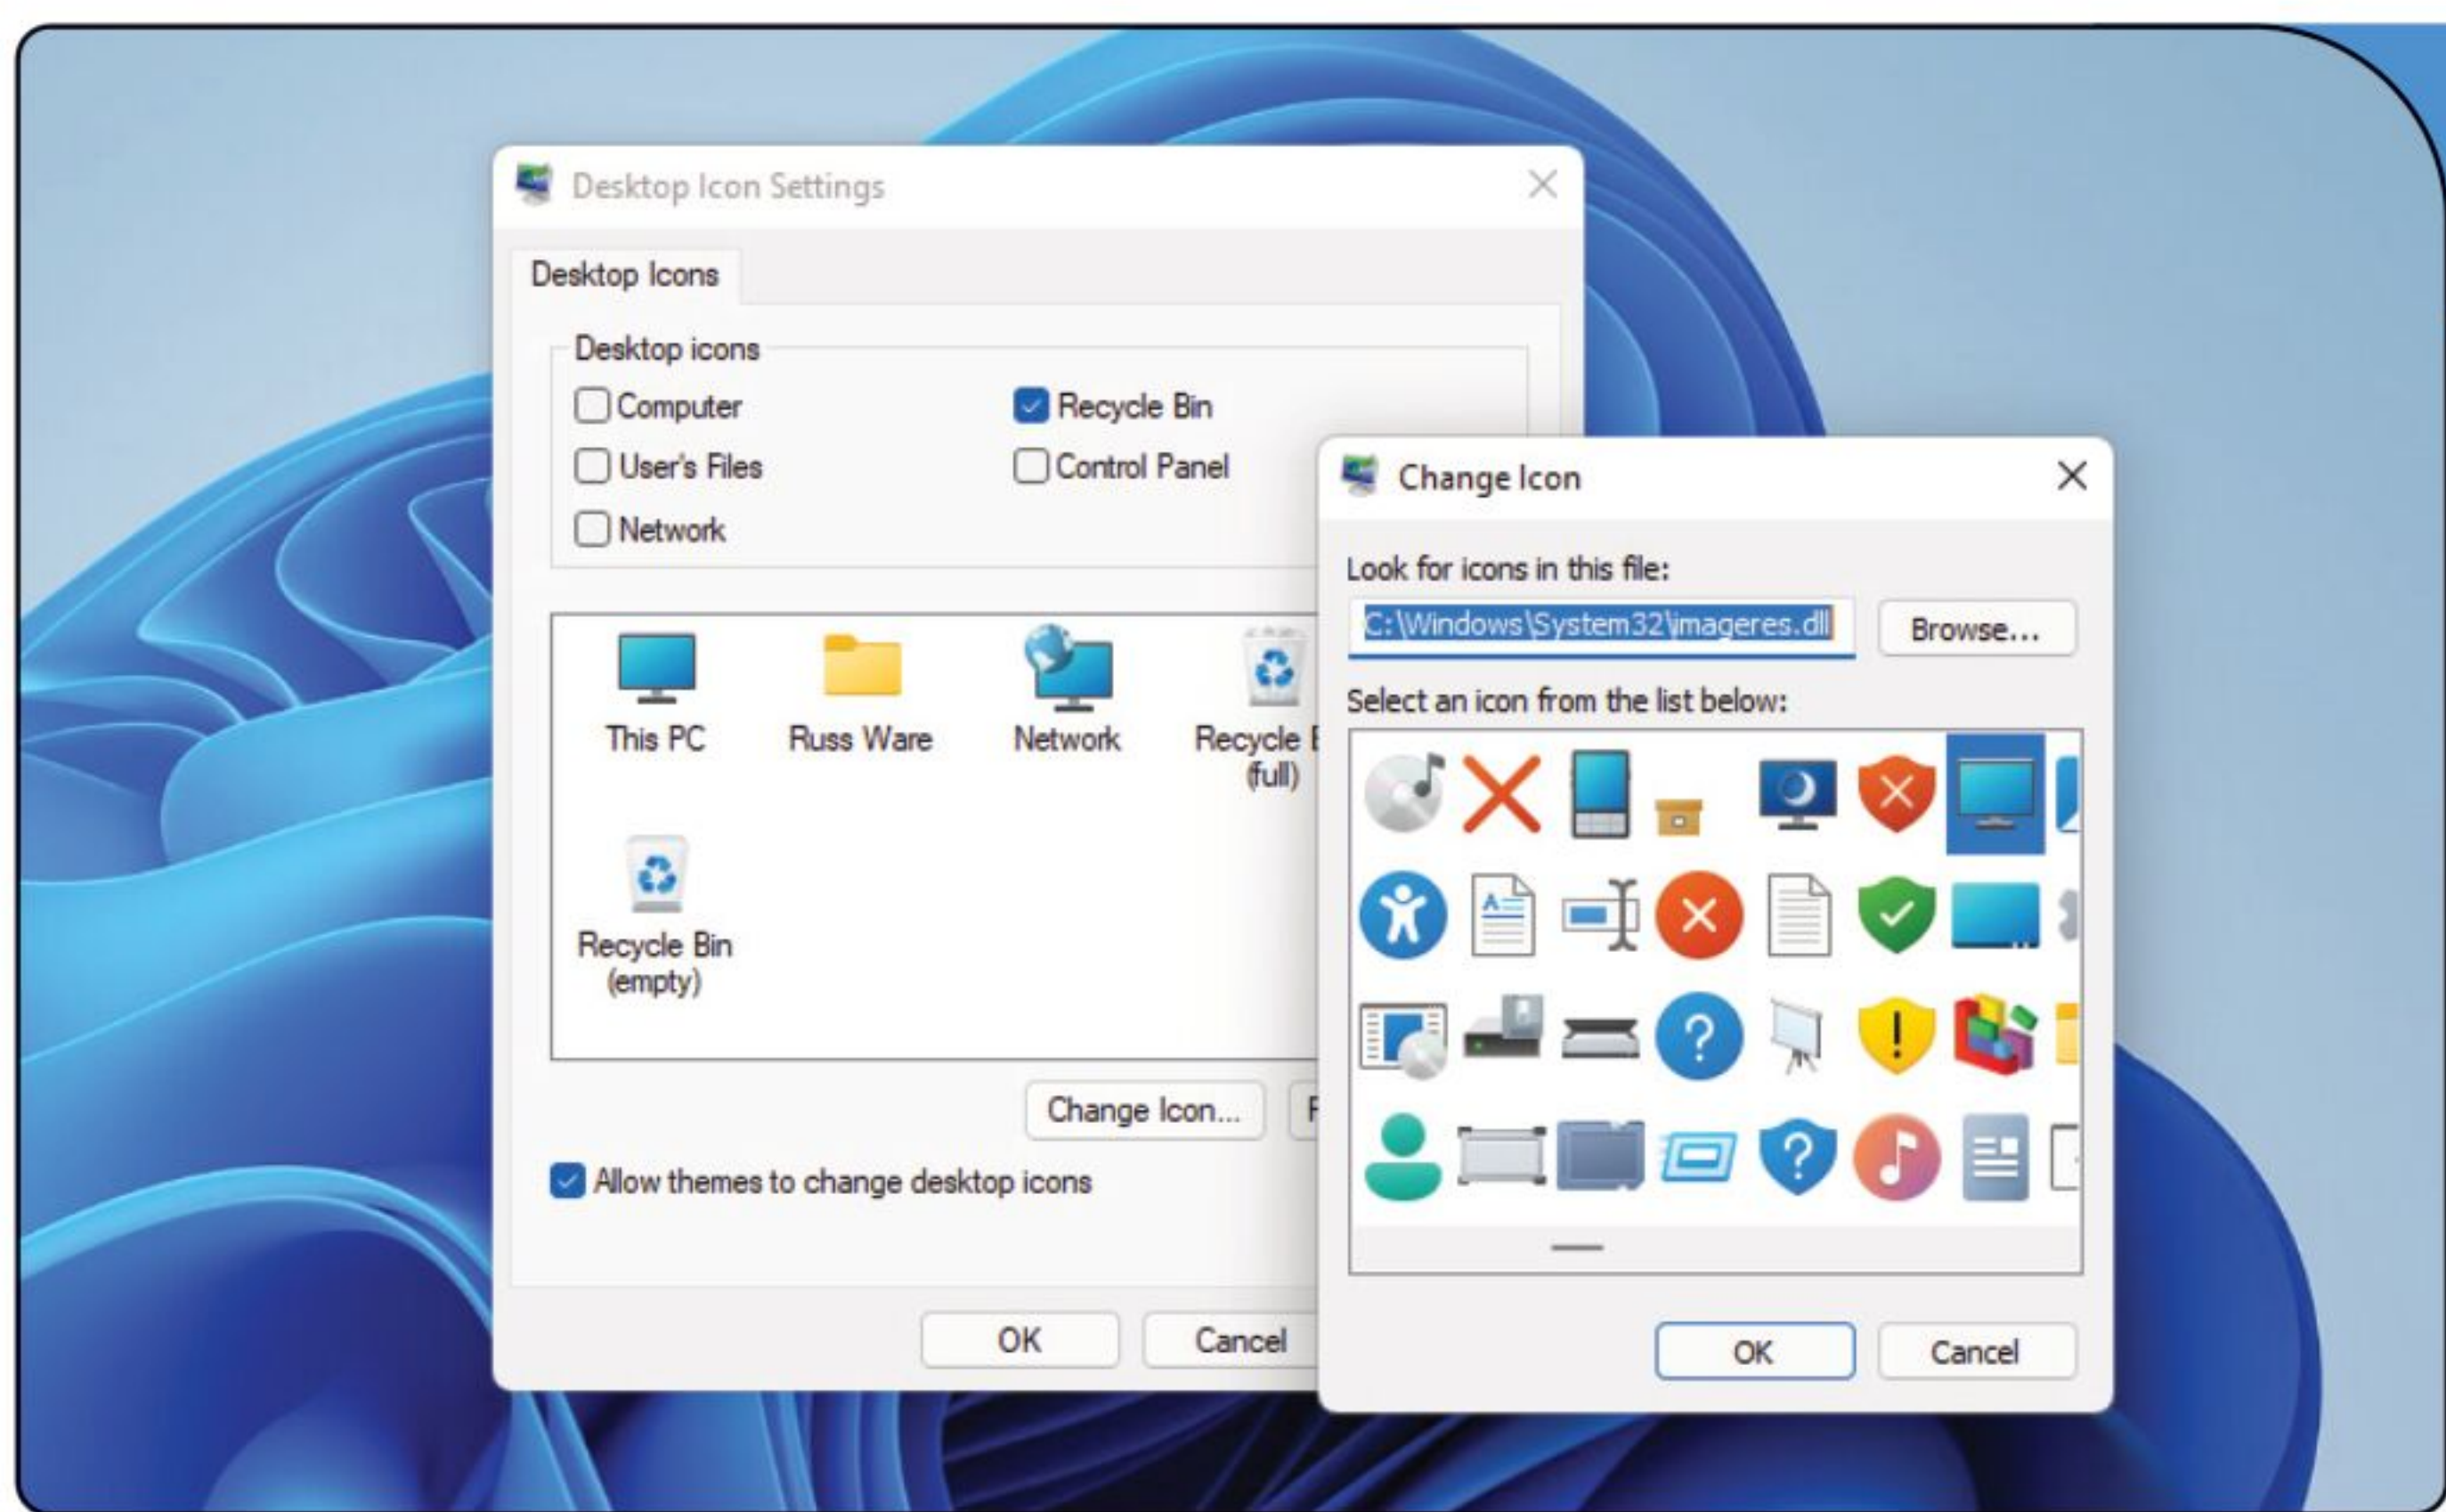 Desktop Icon Settings
Desktop Icons
Desktop icons
Computer
Recycle Bin
User's Files
Control Panel
Network
This PC
Russ Ware
Network
Recycle
(full)
Recycle Bin
(empty)
Change Icon...
Allow themes to change desktop icons
OK
Cancel
Change Icon
Look for icons in this file:
C:\Windows\System32\imageres.dll
Browse...
Select an icon from the list below:
OK
Cancel